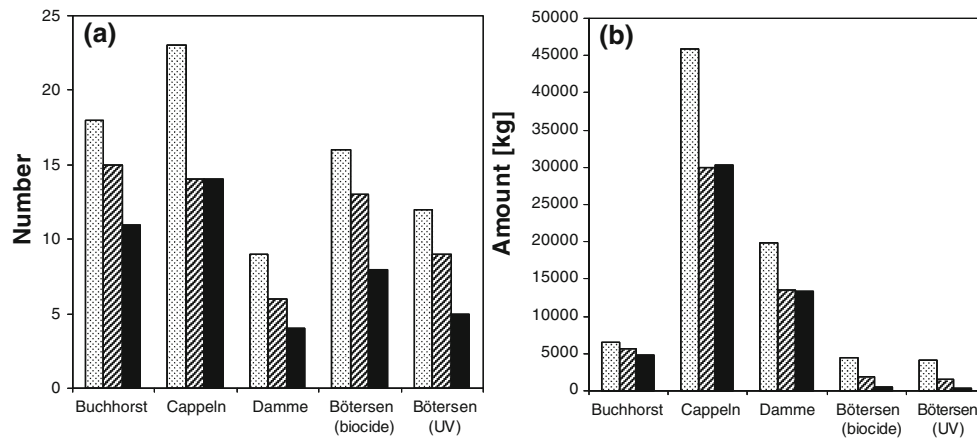 (a)
Number
25
20
15
10
5
0
Buchhorst Cappeln Damme Bötersen Bötersen
(biocide) (UV)
(b)
Amount [kg]
50000
45000
40000
35000
30000
25000
20000
15000
10000
5000
0
Buchhorst Cappeln Damme Bötersen Bötersen
(biocide) (UV)